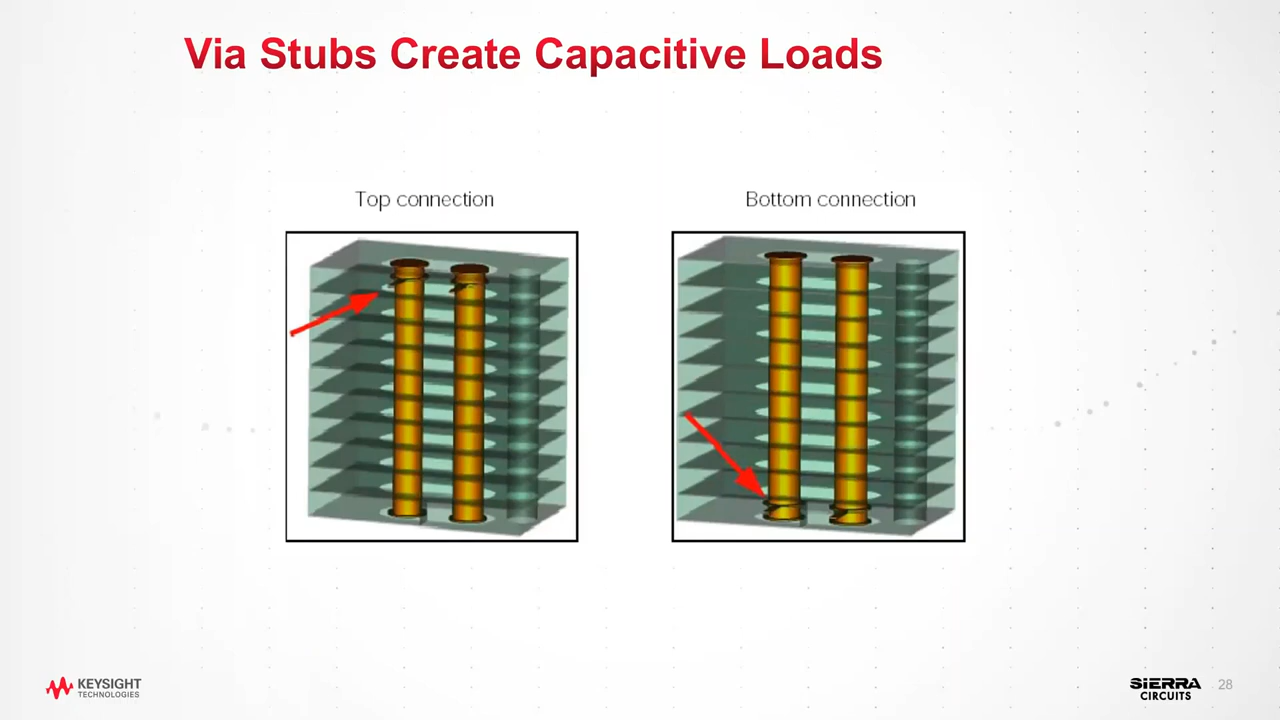 Via Stubs Create Capacitive Loads
Top connection
Bottom connection
KEYSIGHT
TECHNOLOGIES
SIERRA
CIRCUITS
28